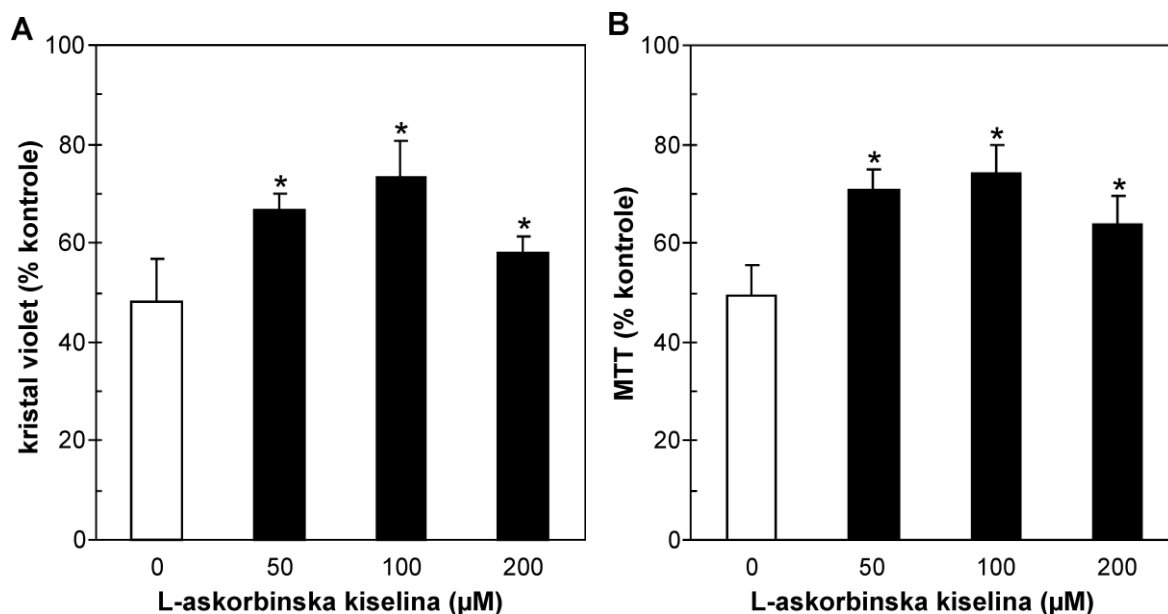 A
100
80
60
40
20
0
kristal violet (% kontrole)
*
*
*
0 50 100 200
L-askorbinska kiselina (µM)
B
100
80
60
40
20
0
MTT (% kontrole)
*
*
*
0 50 100 200
L-askorbinska kiselina (µM)